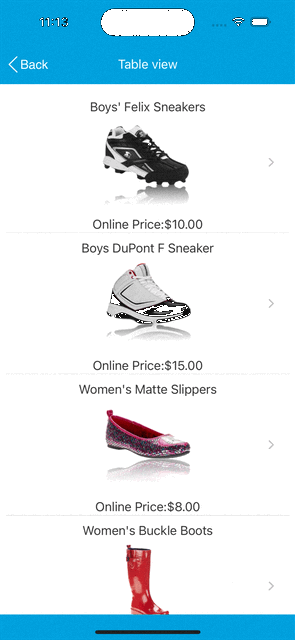 11:13
Back
Table view
Boys' Felix Sneakers
Online Price:$10.00
Boys DuPont F Sneaker
Online Price:$15.00
Women's Matte Slippers
Online Price:$8.00
Women's Buckle Boots